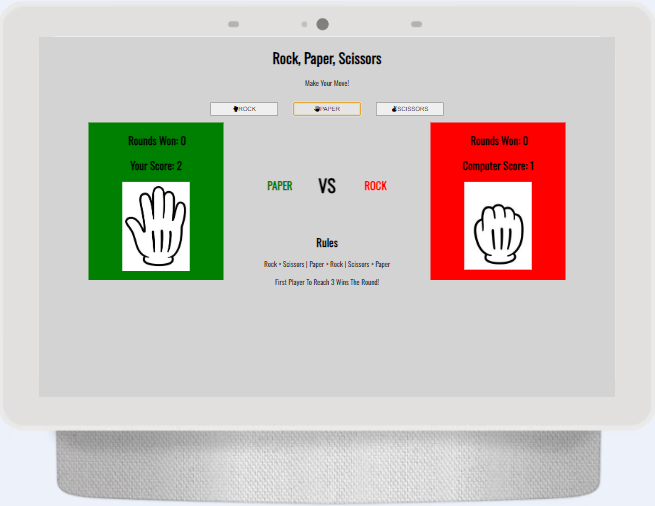 Rock, Paper, Scissors
Make Your Move!
ROCK
PAPER
SCISSORS
Rounds Won: 0
Your Score: 2
PAPER VS ROCK
Rounds Won: 0
Computer Score: 1
Rules
Rock > Scissors | Paper > Rock | Scissors > Paper
First Player To Reach 3 Wins The Round!